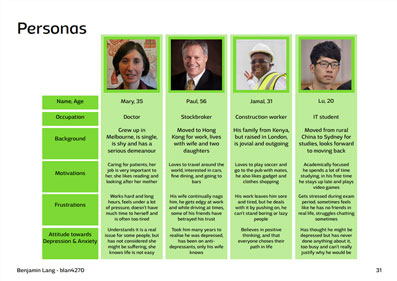 Personas
Name, Age
Mary, 35
Paul, 56
Jamal, 31
Lu, 20
Occupation
Doctor
Stockbroker
Construction worker
IT student
Background
Grew up in
Melbourne, is single,
is shy and has a
serious demeanour
Moved to Hong
Kong for work, lives
with wife and two
daughters
His family from Kenya,
but raised in London,
is jovial and outgoing
Moved from rural
China to Sydney for
studies, looks forward
to moving back
Motivations
Caring for patients, her
job is very important to
her, she likes reading and
looking after her mother
Loves to travel around the
world, interested in cars,
fine dining, and going to
bars
Loves to play soccer and
go to the pub with mates,
he also likes gadget and
clothes shopping
Academically focused
he spends a lot of time
studying, in his free time
he stays up late and plays
video games
Frustrations
Works hard and long
hours, feels under a lot
of pressure, doesn't have
much time to herself and
is often too tired
His wife continually nags
him, he gets edgy at work
and while driving at times,
some of his friends have
betrayed his trust
His work leaves him sore
and tired, but he deals
with it by pushing on, he
can't stand boring or lazy
people
Gets stressed during exam
period, sometimes feels
like he has no friends in
real life, struggles chatting
sometimes
Attitude towards
Depression & Anxiety
Understands it is a real
issue for some people, but
has not considered she
might be suffering, she
knows life is not easy
Took him many years to
realise he was depressed,
has been on anti-
depressants, only his wife
knows
Believes in positive
thinking, and that
everyone choses their
path in life
Has thought he might be
depressed but has never
done anything about it,
too busy and can't really
justify why he would be
Benjamin Lang - blan4270
31